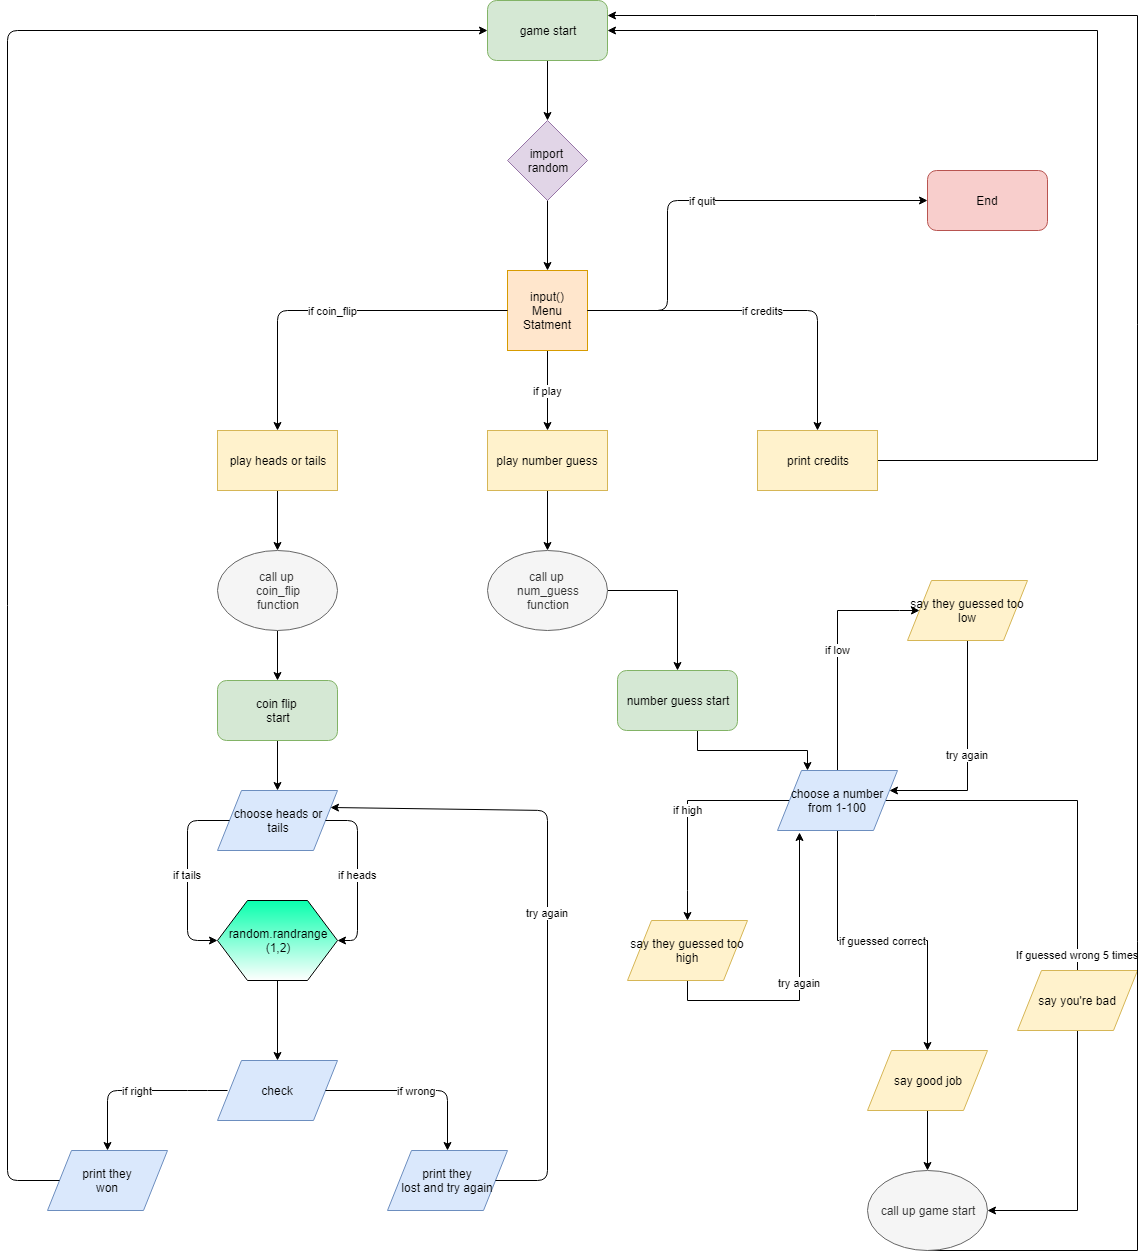 game start
import
random
if quit
End
input()
Menu
Statment
if coin_flip
if credits
if play
play heads or tails
play number guess
print credits
call up
coin_flip
function
call up
num_guess
function
say they guessed too
low
if low
coin flip
start
number guess start
try again
choose a number
from 1-100
choose heads or
tails
if high
if tails
if heads
try again
random.randrange
(1,2)
say they guessed too
high
if guessed correct
If guessed wrong 5 times
try again
say you're bad
check
say good job
if right
if wrong
print they
won
print they
lost and try again
call up game start